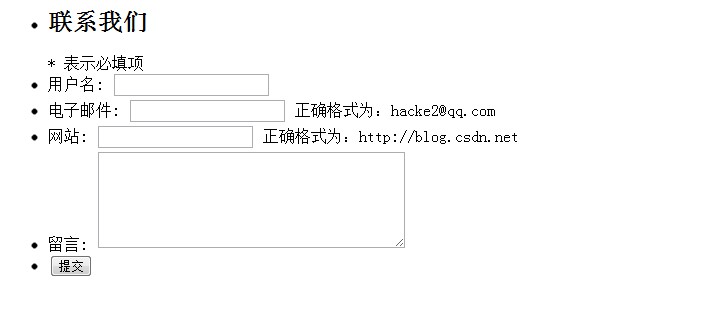 联系我们
* 表示必填项
用户名:
电子邮件: 正确格式为：hacke2@qq.com
网站: 正确格式为：http://blog.csdn.net
留言:
提交